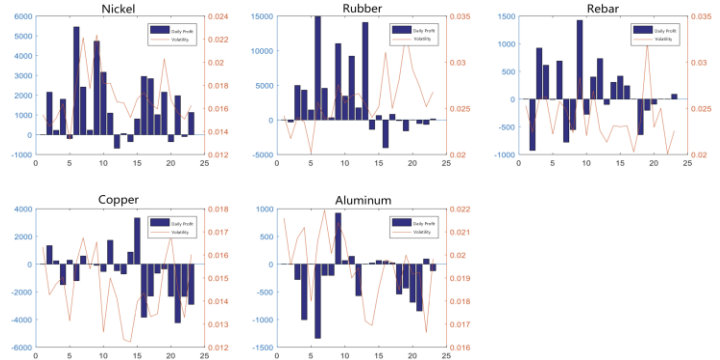 Nickel
6000 0.024
5000
4000 0.022
3000 0.02
2000 0.018
1000 0.016
0 0.014
-1000 0.012
0 5 10 15 20 25
Daily Profit
Volatility
Rubber
15000 0.035
10000 0.03
5000
0 0.025
-5000 0.02
0 5 10 15 20 25
Daily Profit
Volatility
Rebar
1500 0.035
1000
500 0.03
0 0.025
-500
-1000 0.02
0 5 10 15 20 25
Daily Profit
Volatility
Copper
4000 0.018
2000 0.017
0 0.016
0.015
-2000 0.014
-4000 0.013
-6000 0.012
0 5 10 15 20 25
Daily Profit
Volatility
Aluminum
1000 0.022
500 0.021
0 0.02
0.019
-500 0.018
-1000 0.017
-1500 0.016
0 5 10 15 20 25
Daily Profit
Volatility